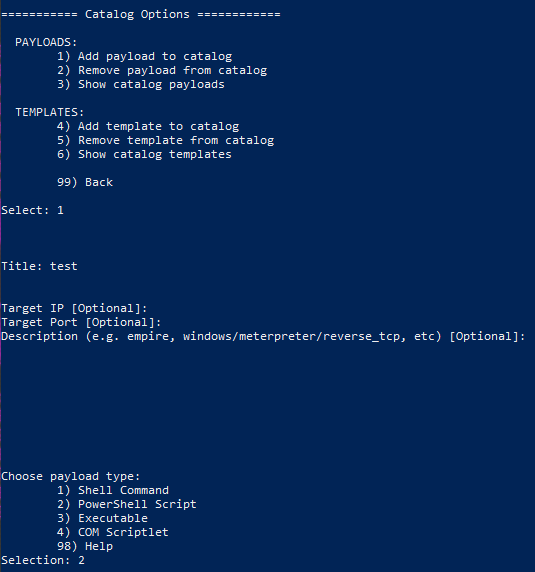 =========== Catalog Options ============
PAYLOADS:
1) Add payload to catalog
2) Remove payload from catalog
3) Show catalog payloads
TEMPLATES:
4) Add template to catalog
5) Remove template from catalog
6) Show catalog templates
99) Back
Select: 1
Title: test
Target IP [Optional]:
Target Port [Optional]:
Description (e.g. empire, windows/meterpreter/reverse_tcp, etc) [Optional]:
Choose payload type:
1) Shell Command
2) PowerShell Script
3) Executable
4) COM Scriptlet
98) Help
Selection: 2